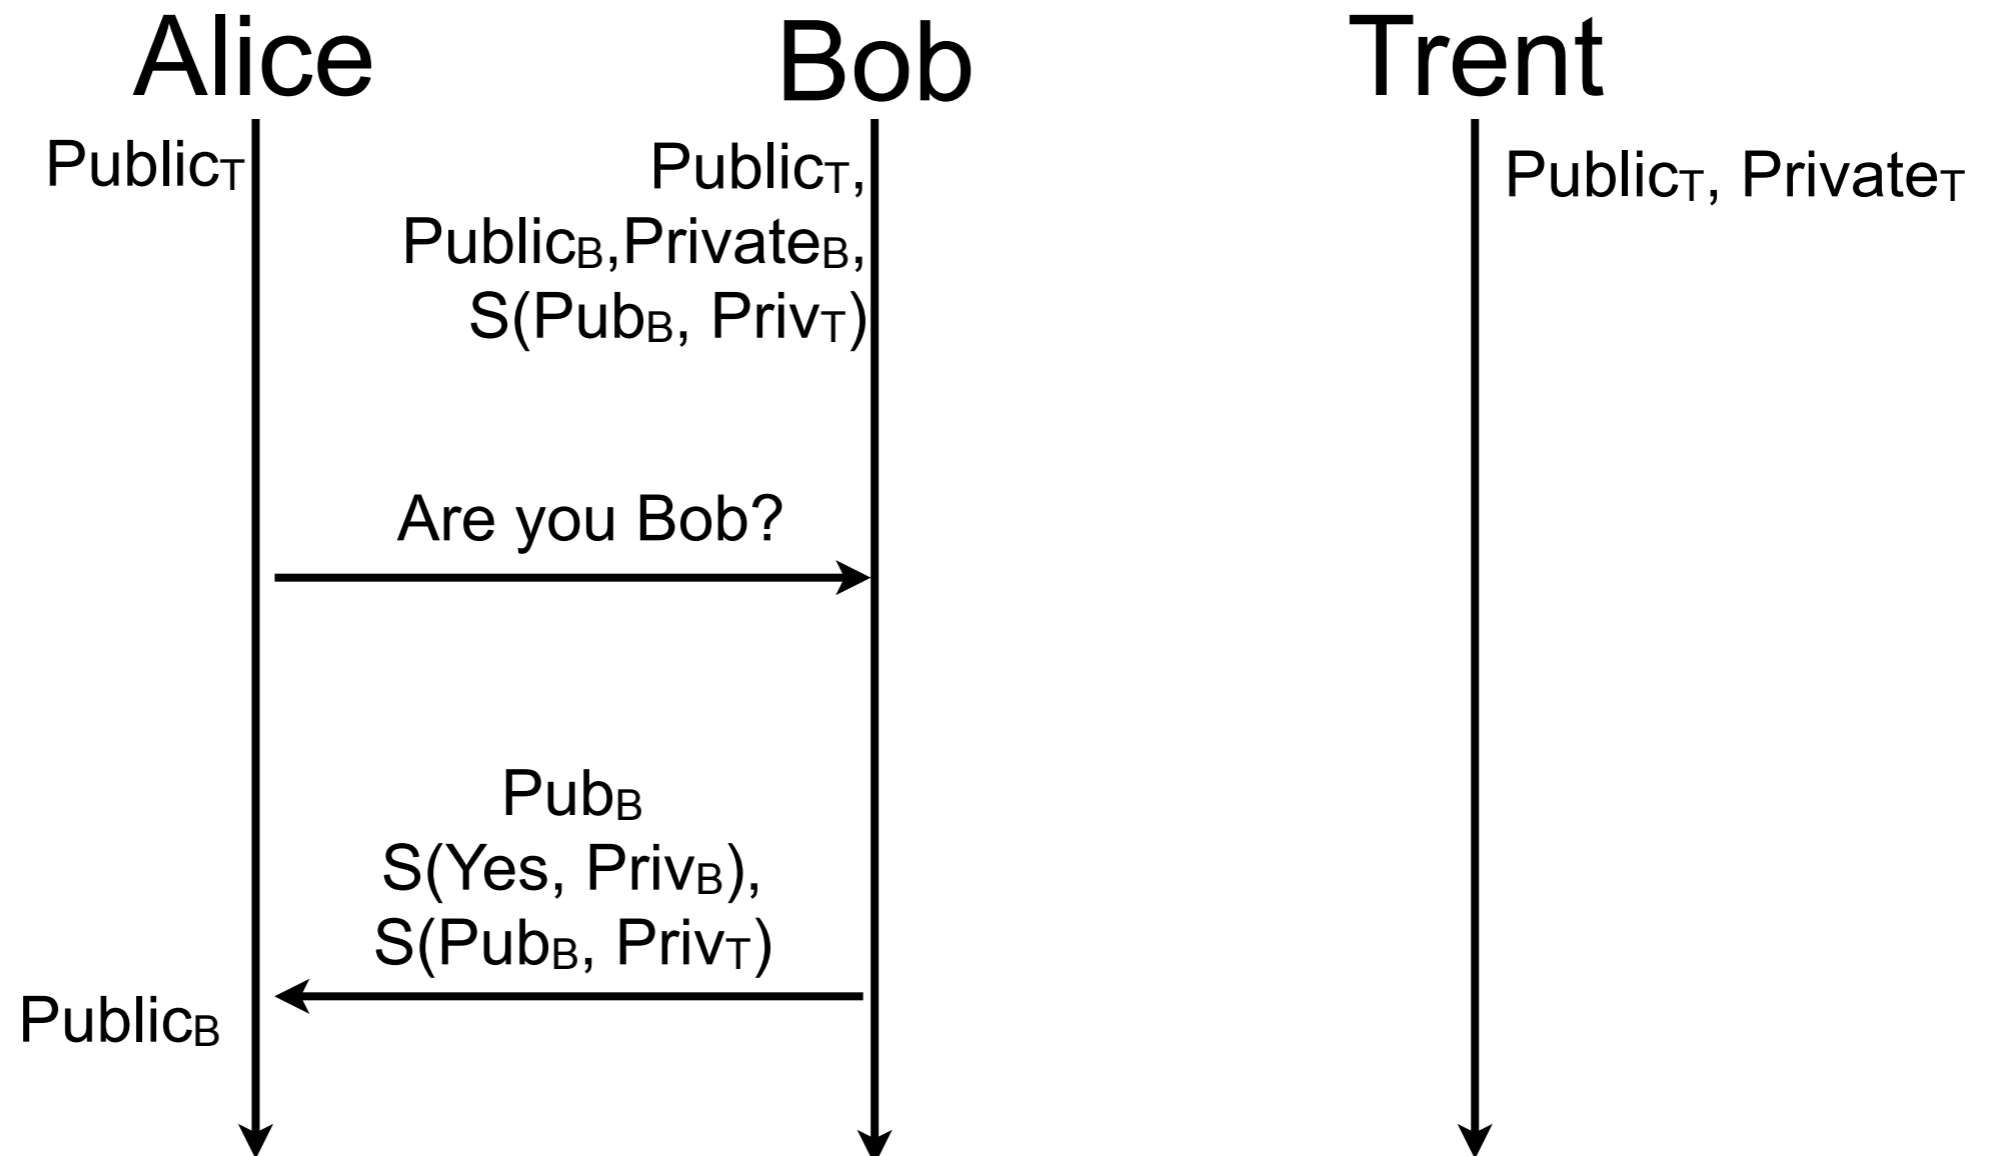 Alice
Bob
Trent
PublicT
PublicT,
PublicB,PrivateB,
S(PubB, PrivT)
PublicT, PrivateT
Are you Bob?
PubB
S(Yes, PrivB),
S(PubB, PrivT)
PublicB